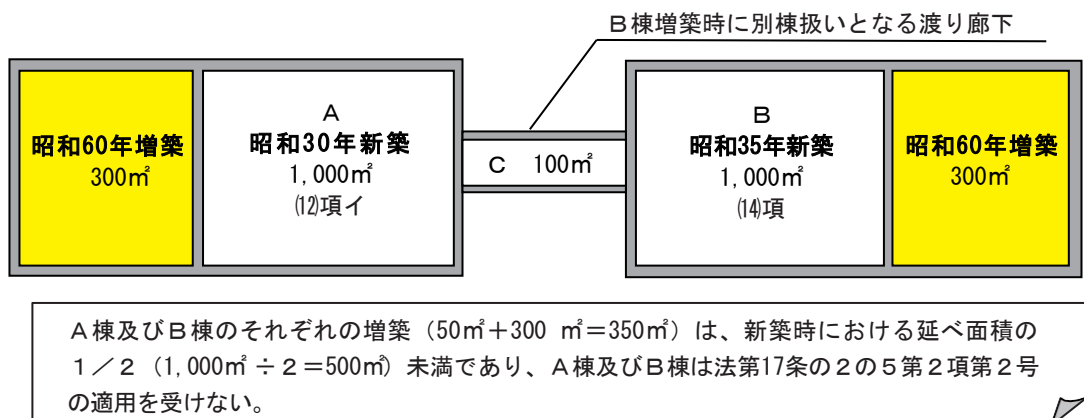 B棟増築時に別棟扱いとなる渡り廊下
昭和60年増築
300㎡
A
昭和30年新築
1,000㎡
⑿項イ
C 100㎡
B
昭和35年新築
1,000㎡
⒁項
昭和60年増築
300㎡
A棟及びB棟のそれぞれの増築（50㎡＋300 ㎡＝350㎡）は、新築時における延べ面積の
1／2（1,000㎡÷2＝500㎡）未満であり、A棟及びB棟は法第17条の2の5第2項第2号
の適用を受けない。